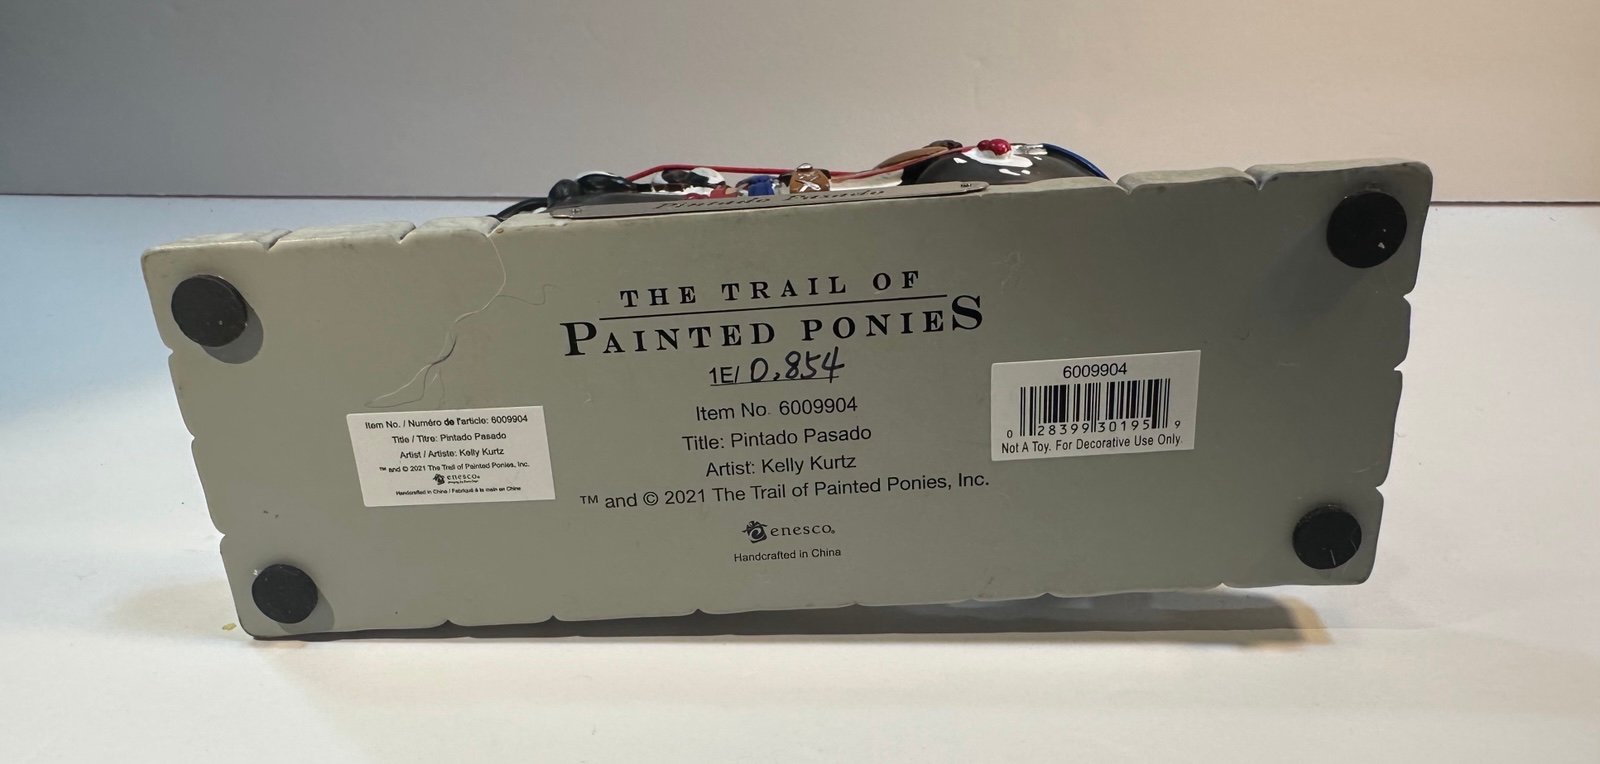 Pintado Pasado
THE TRAIL OF
PAINTED PONIES
1E/ 0,854
Item No. 6009904
Title: Pintado Pasado
Artist: Kelly Kurtz
™ and © 2021 The Trail of Painted Ponies, Inc.
enesco®
Handcrafted in China
Item No. / Numéro de l'article: 6009904
Title / Titre: Pintado Pasado
Artist / Artiste: Kelly Kurtz
™ and © 2021 The Trail of Painted Ponies, Inc.
enesco®
Handcrafted in China / Fabriqué à la main en Chine
6009904
0 28399 30195 9
Not A Toy. For Decorative Use Only.